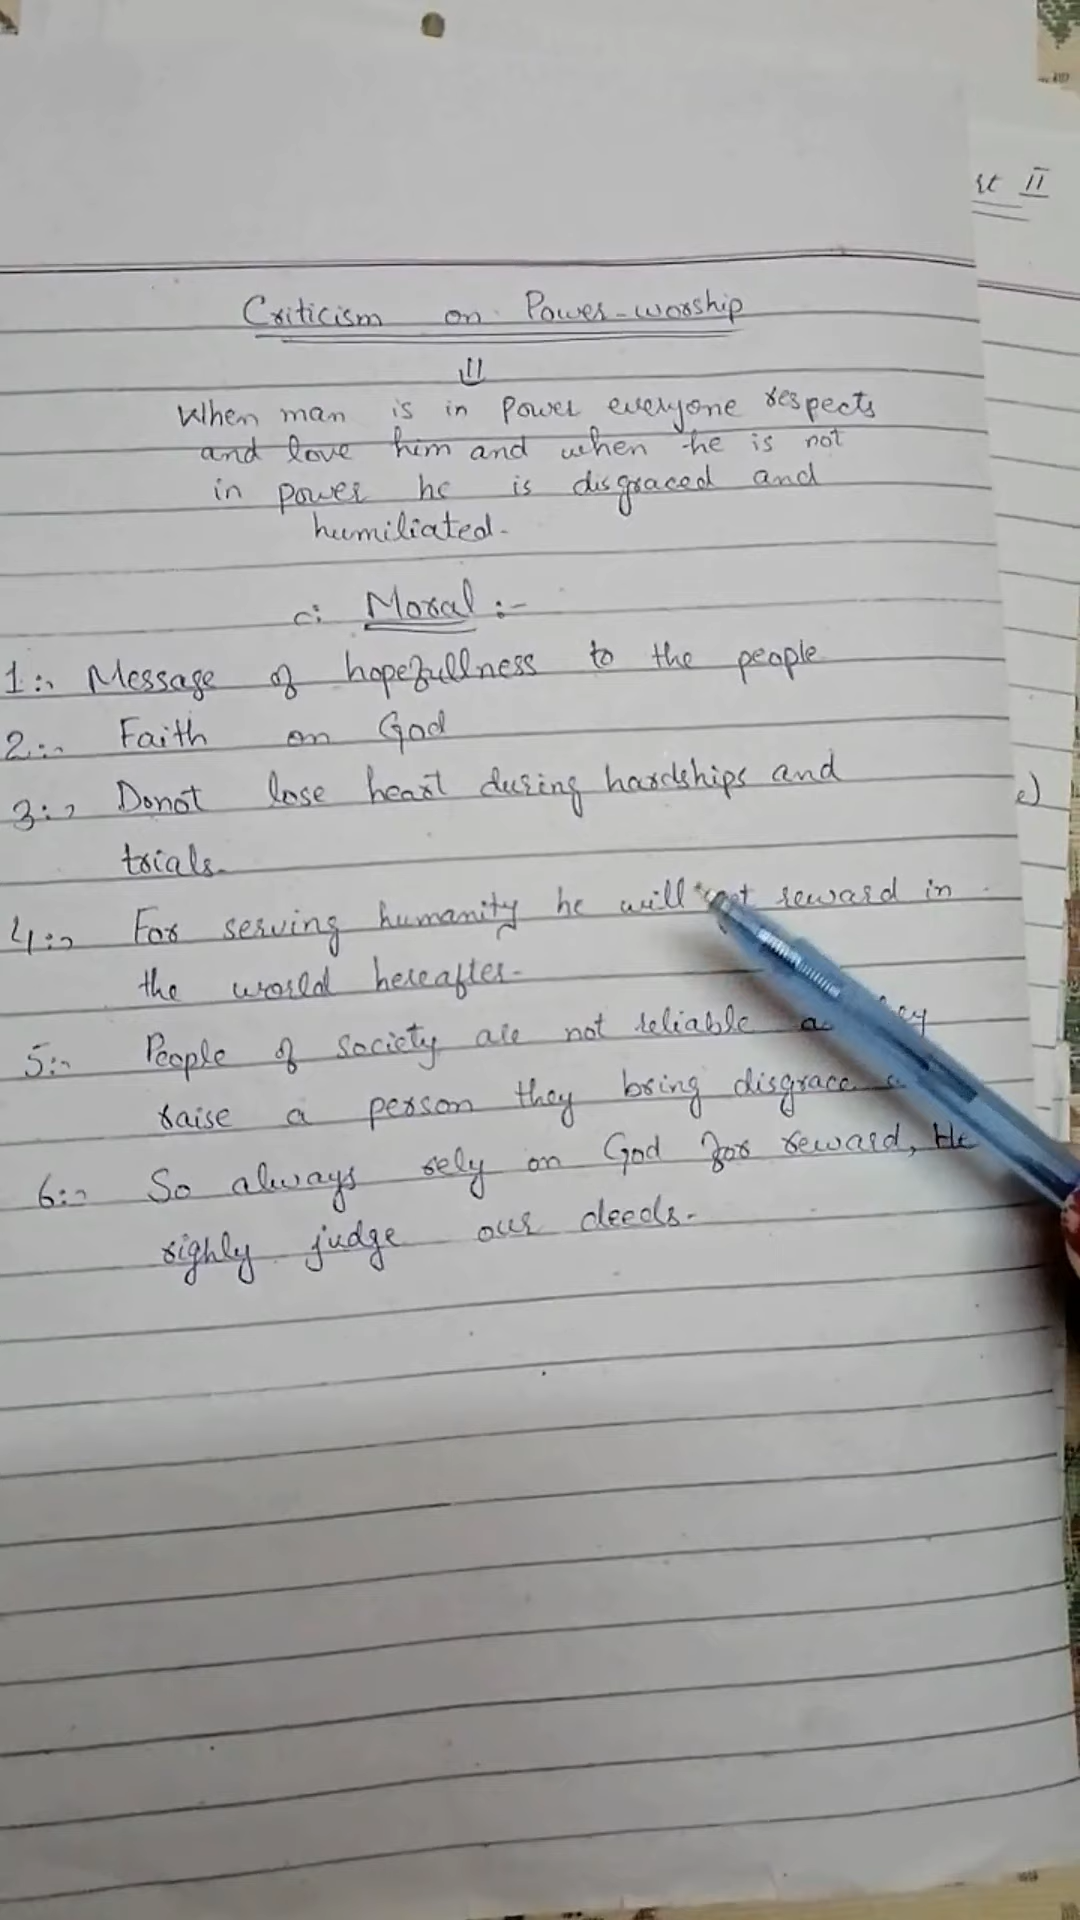 st II
Criticism on Power-worship
When man is in power everyone respects
and love him and when he is not
in power he is disgraced and
humiliated.
c: Moral :-
1:. Message of hopefullness to the people
2:. Faith on God
3:. Donot lose heart during hardships and
trials.
4:. For serving humanity he will get reward in
the world hereafter.
5:. People of society are not reliable
raise a person they bring disgrace
6:. So always rely on God for reward, He
righly judge our deeds.
e)